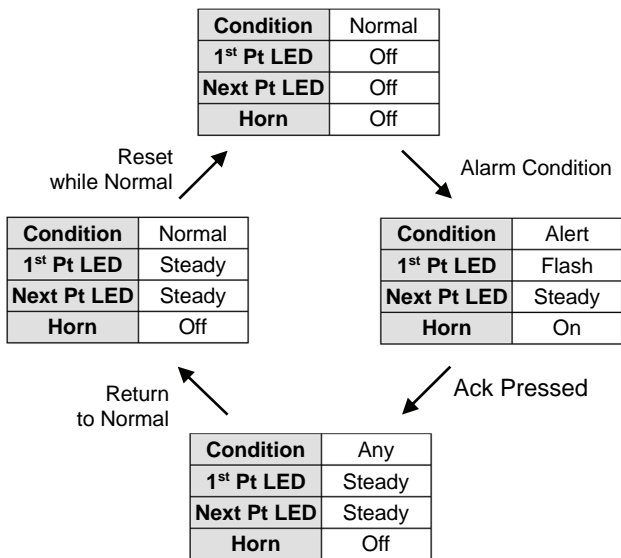 Condition Normal
1st Pt LED Off
Next Pt LED Off
Horn Off
Reset
while Normal
Alarm Condition
Condition Normal
1st Pt LED Steady
Next Pt LED Steady
Horn Off
Condition Alert
1st Pt LED Flash
Next Pt LED Steady
Horn On
Return
to Normal
Ack Pressed
Condition Any
1st Pt LED Steady
Next Pt LED Steady
Horn Off